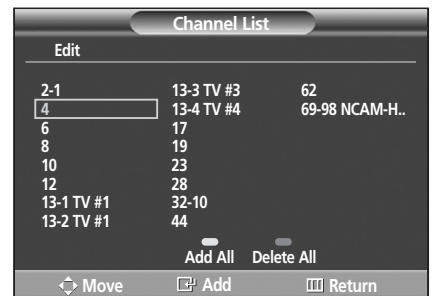 Channel List
Edit
2-1
4
6
8
10
12
13-1 TV #1
13-2 TV #1
13-3 TV #3
13-4 TV #4
17
19
23
28
32-10
44
62
69-98 NCAM-H..
Add All Delete All
Move Add Return